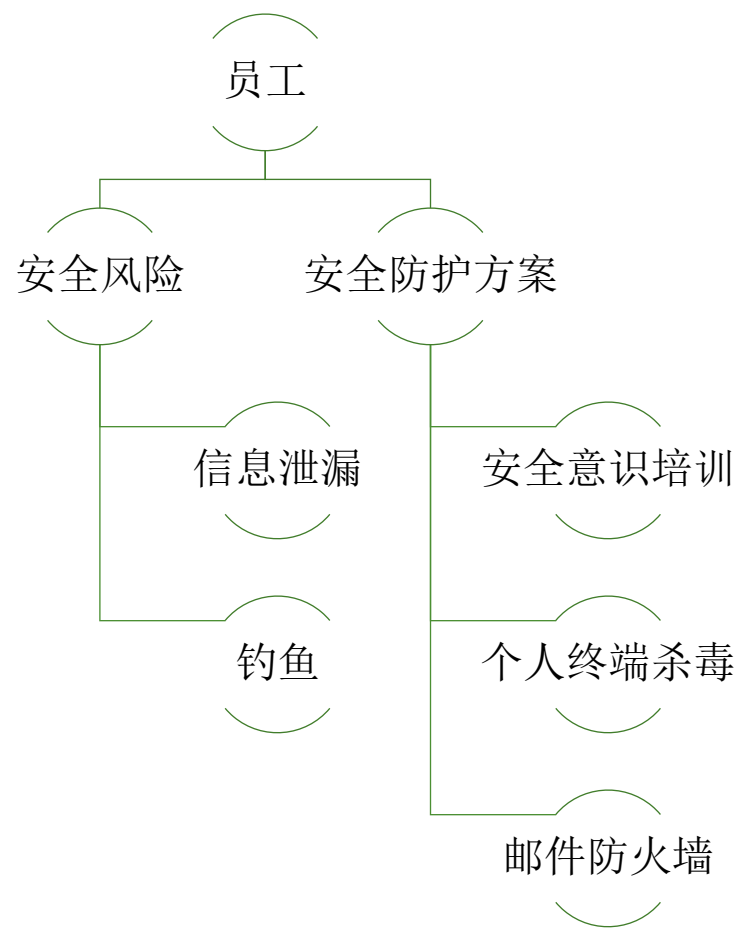 员工
安全风险
安全防护方案
信息泄漏
安全意识培训
钓鱼
个人终端杀毒
邮件防火墙